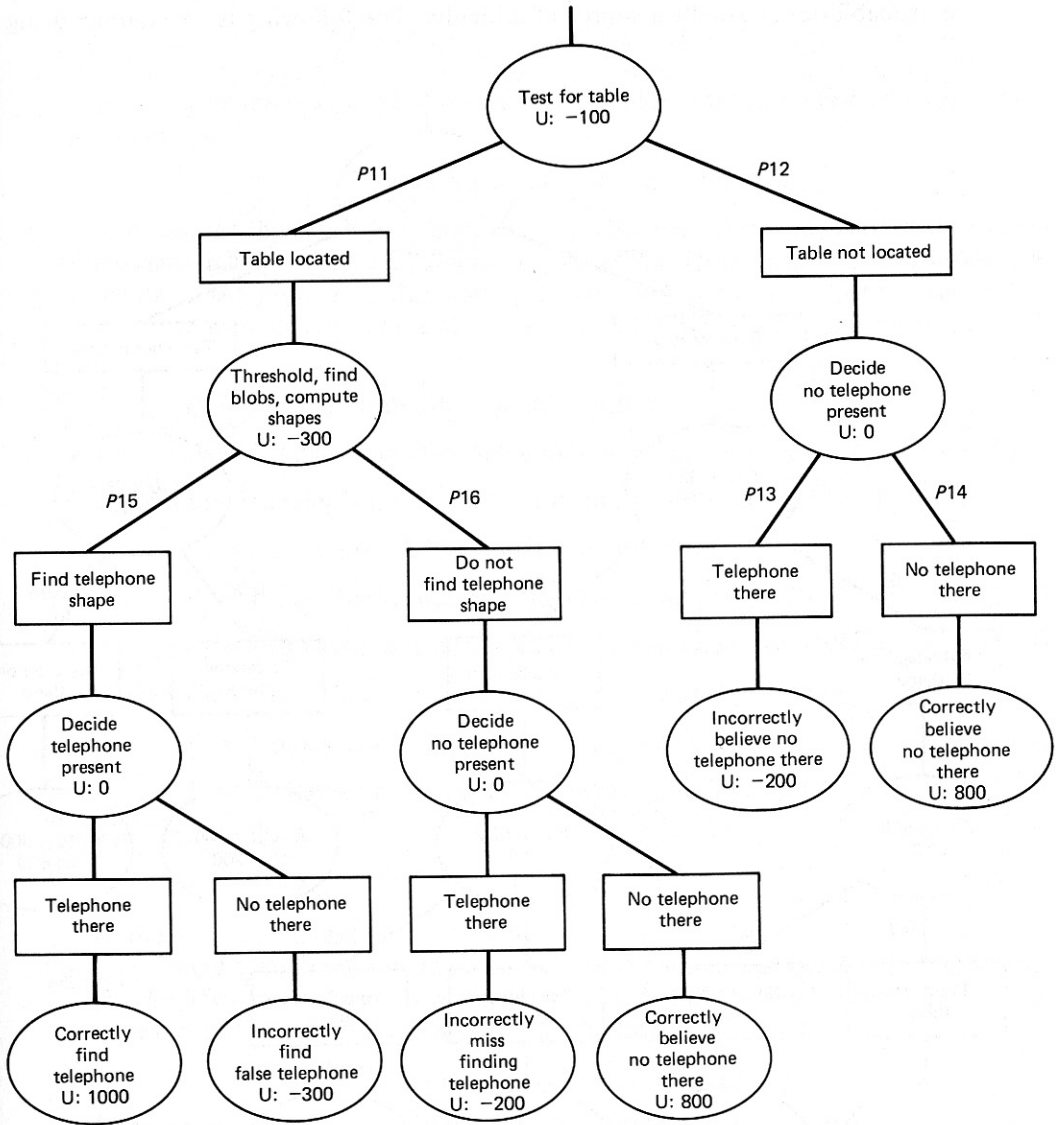 Test for table
U: −100
P11
P12
Table located
Table not located
Threshold, find
blobs, compute
shapes
U: −300
Decide
no telephone
present
U: 0
P15
P16
P13
P14
Find telephone
shape
Do not
find telephone
shape
Telephone
there
No telephone
there
Decide
telephone
present
U: 0
Decide
no telephone
present
U: 0
Incorrectly
believe no
telephone there
U: −200
Correctly
believe
no telephone
there
U: 800
Telephone
there
No telephone
there
Telephone
there
No telephone
there
Correctly
find
telephone
U: 1000
Incorrectly
find
false telephone
U: −300
Incorrectly
miss
finding
telephone
U: −200
Correctly
believe
no telephone
there
U: 800